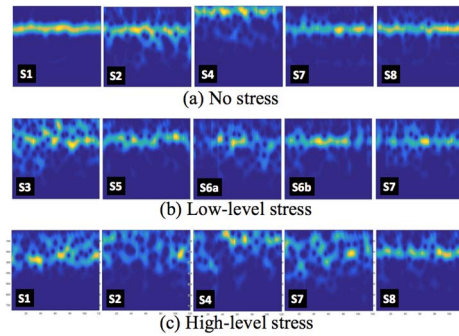 S1 S2 S4 S7 S8
(a) No stress
S3 S5 S6a S6b S7
(b) Low-level stress
S1 S2 S4 S7 S8
(c) High-level stress